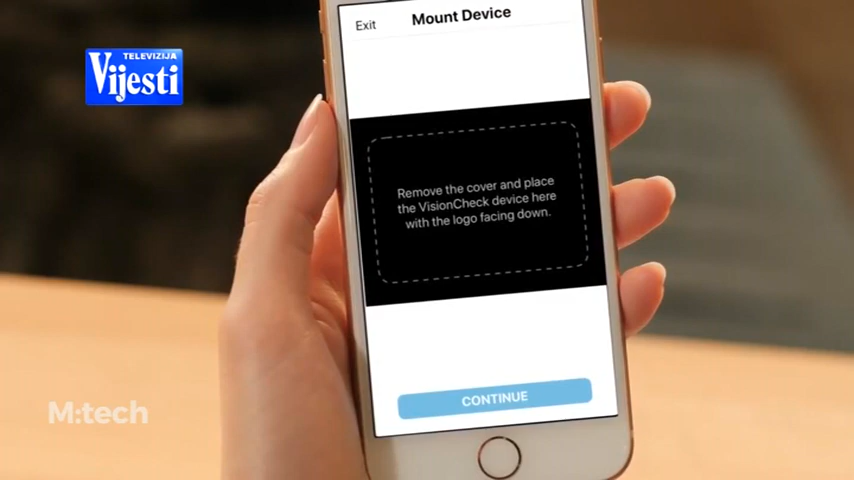 TELEVIZIJA
Vijesti
Exit
Mount Device
Remove the cover and place
the VisionCheck device here
with the logo facing down.
CONTINUE
M:tech